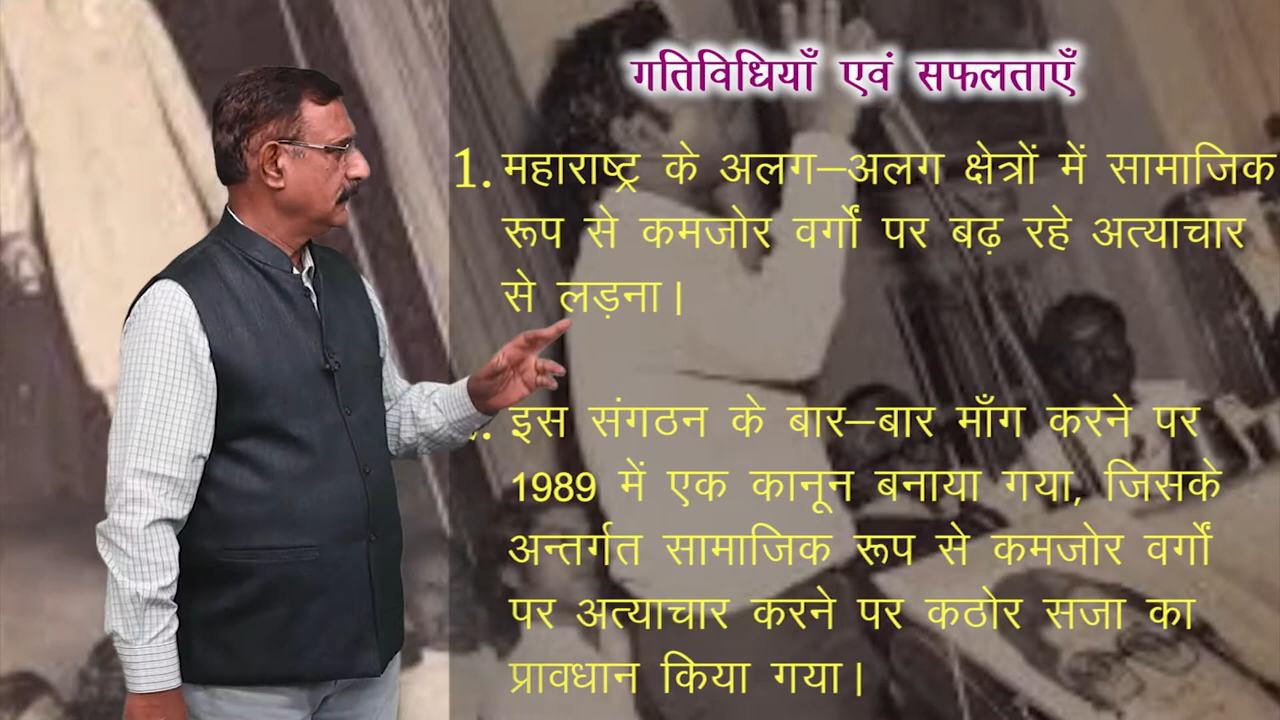 गतिविधियाँ एवं सफलताएँ
1. महाराष्ट्र के अलग–अलग क्षेत्रों में सामाजिक
रूप से कमजोर वर्गों पर बढ़ रहे अत्याचार
से लड़ना।
इस संगठन के बार–बार माँग करने पर
1989 में एक कानून बनाया गया, जिसके
अन्तर्गत सामाजिक रूप से कमजोर वर्गों
पर अत्याचार करने पर कठोर सजा का
प्रावधान किया गया।